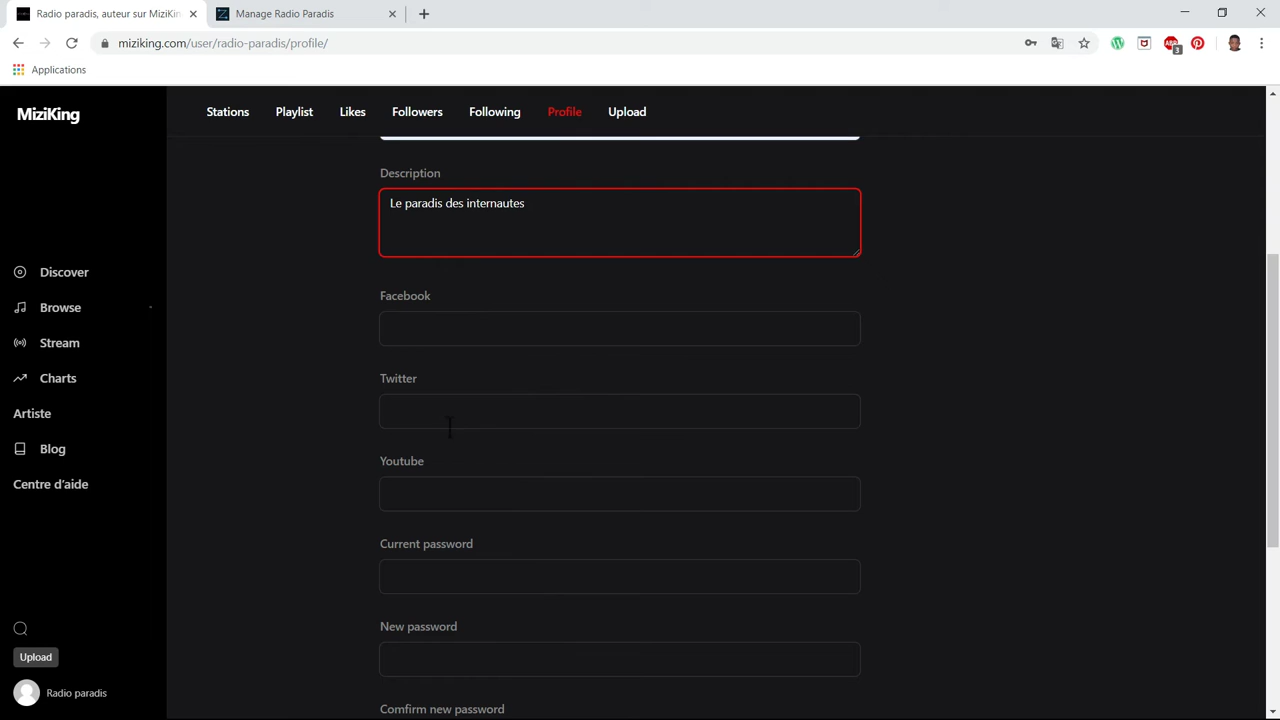 Radio paradis, auteur sur MiziKin
Manage Radio Paradis
miziking.com/user/radio-paradis/profile/
3
Applications
MiziKing
Stations
Playlist
Likes
Followers
Following
Profile
Upload
Description
Le paradis des internautes
Facebook
Twitter
Youtube
Current password
New password
Comfirm new password
Discover
Browse
Stream
Charts
Artiste
Blog
Centre d’aide
Upload
Radio paradis